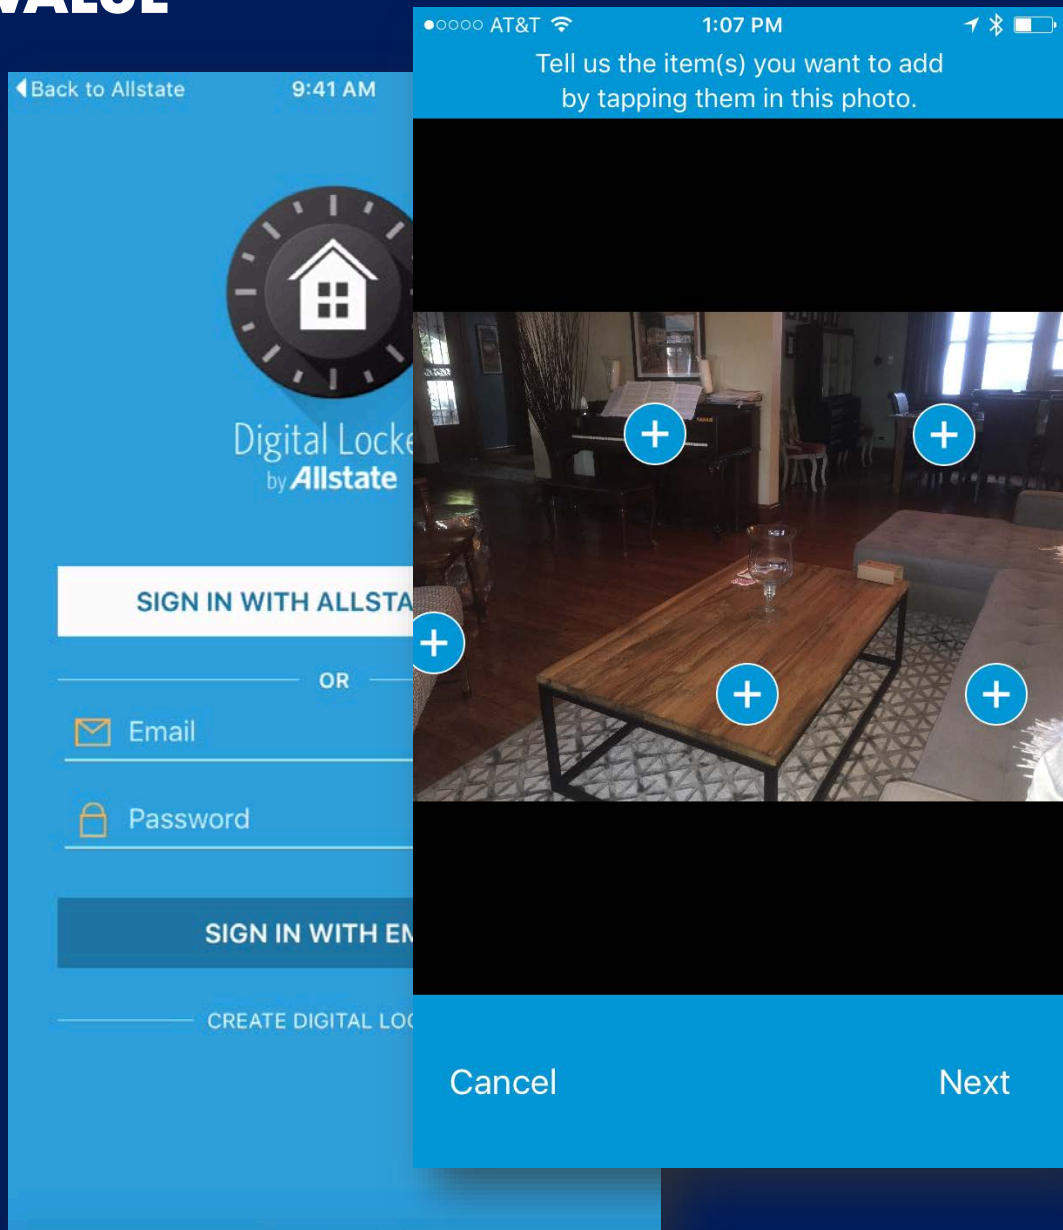 VALUE
Back to Allstate
9:41 AM
Digital Locke
by Allstate
SIGN IN WITH ALLSTA
OR
Email
Password
SIGN IN WITH EM
CREATE DIGITAL LOC
AT&T
1:07 PM
Tell us the item(s) you want to add
by tapping them in this photo.
Cancel
Next